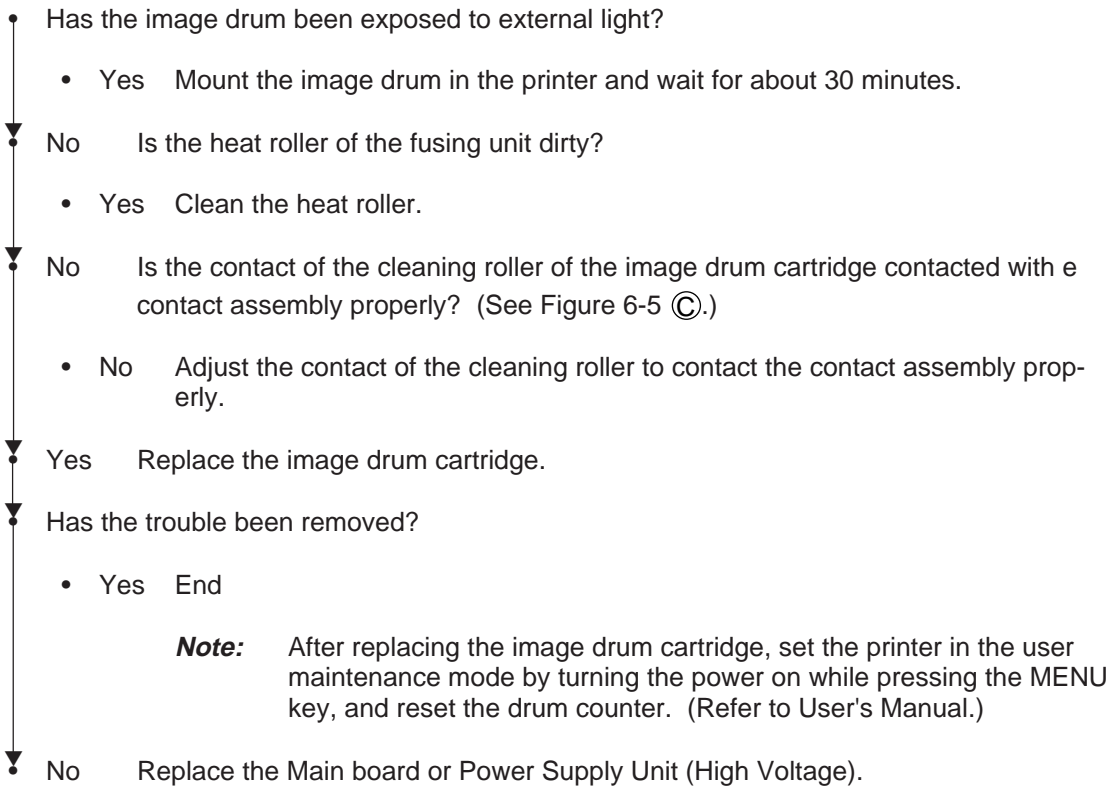 • Has the image drum been exposed to external light?
• Yes Mount the image drum in the printer and wait for about 30 minutes.
• No Is the heat roller of the fusing unit dirty?
• Yes Clean the heat roller.
• No Is the contact of the cleaning roller of the image drum cartridge contacted with e
contact assembly properly? (See Figure 6-5 Ⓒ.)
• No Adjust the contact of the cleaning roller to contact the contact assembly prop-
erly.
• Yes Replace the image drum cartridge.
• Has the trouble been removed?
• Yes End
Note: After replacing the image drum cartridge, set the printer in the user
maintenance mode by turning the power on while pressing the MENU
key, and reset the drum counter. (Refer to User's Manual.)
• No Replace the Main board or Power Supply Unit (High Voltage).